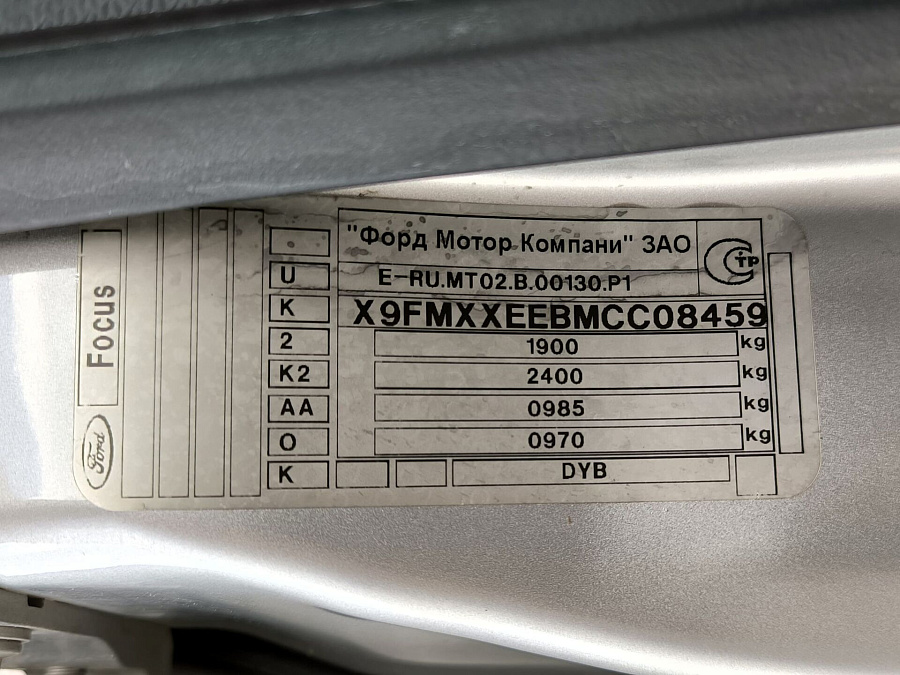 Focus
Ford
"Форд Мотор Компани" ЗАО
ТР
U E-RU.MT02.B.00130.P1
K X9FMXXEEBMCC08459
2 1900 kg
K2 2400 kg
AA 0985 kg
O 0970 kg
K DYB